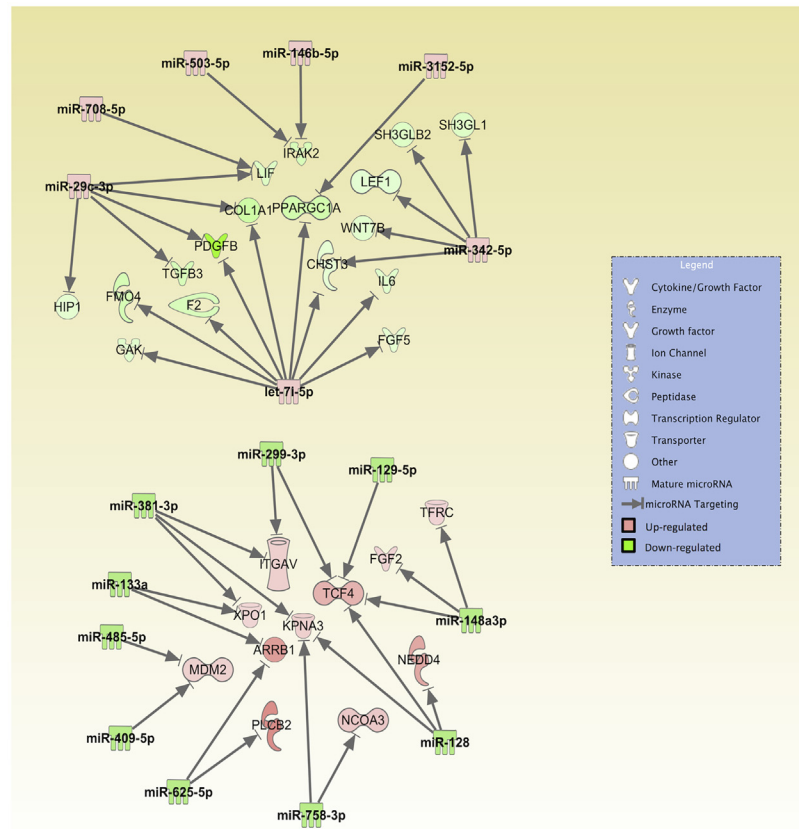 miR-146b-5p
miR-503-5p
miR-3152-5p
miR-708-5p
SH3GL1
SH3GLB2
IRAK2
LIF
LEF1
miR-29c-3p
COL1A1
PPARGC1A
WNT7B
PDGFB
miR-342-5p
CHST3
TGFB3
IL6
HIP1
FMO4
F2
GAK
FGF5
let-7i-5p
Legend
Cytokine/Growth Factor
Enzyme
Growth factor
Ion Channel
Kinase
Peptidase
Transcription Regulator
Transporter
Other
Mature microRNA
microRNA Targeting
Up-regulated
Down-regulated
miR-299-3p
miR-129-5p
miR-381-3p
TFRC
ITGAV
FGF2
miR-133a
TCF4
XPO1
KPNA3
miR-148a3p
miR-485-5p
ARRB1
NEDD4
MDM2
PLCB2
NCOA3
miR-409-5p
miR-128
miR-625-5p
miR-758-3p